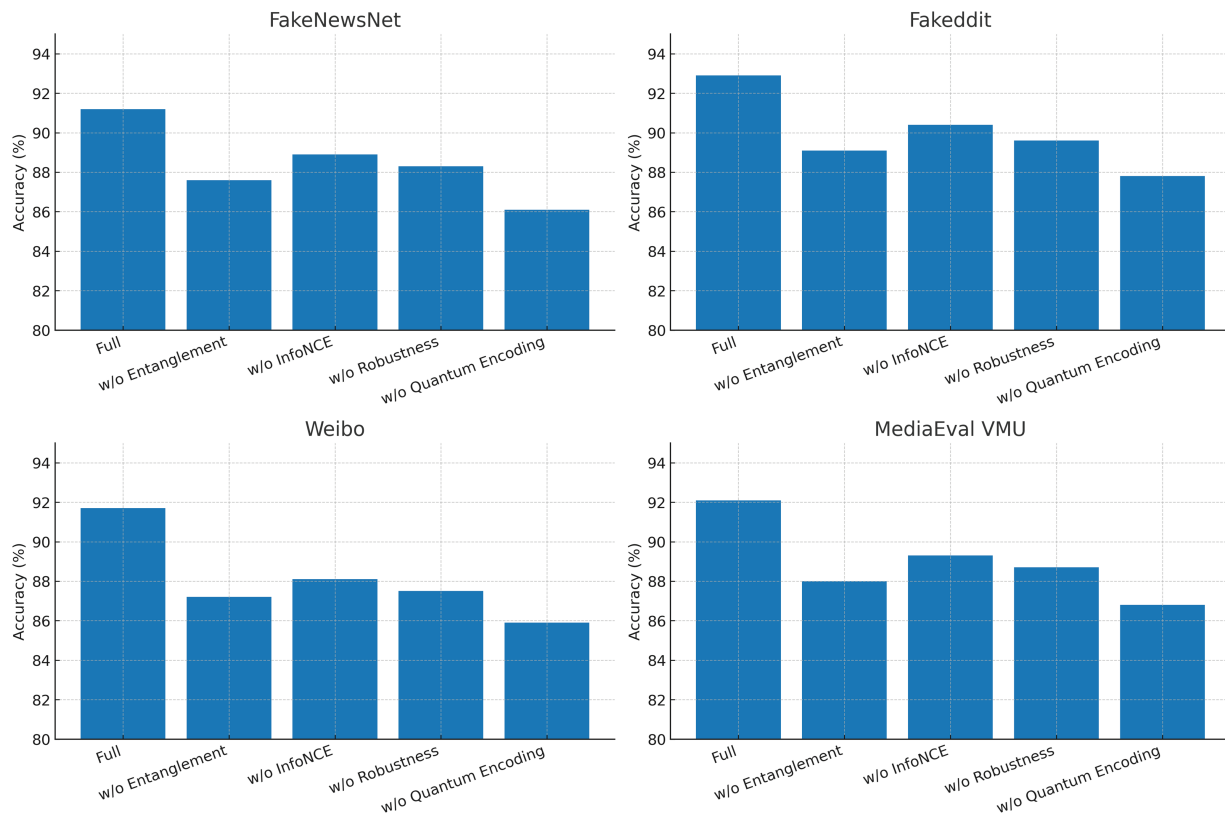 FakeNewsNet
Accuracy (%)
94
92
90
88
86
84
82
80
Full
w/o Entanglement
w/o InfoNCE
w/o Robustness
w/o Quantum Encoding
Fakeddit
Accuracy (%)
94
92
90
88
86
84
82
80
Full
w/o Entanglement
w/o InfoNCE
w/o Robustness
w/o Quantum Encoding
Weibo
Accuracy (%)
94
92
90
88
86
84
82
80
Full
w/o Entanglement
w/o InfoNCE
w/o Robustness
w/o Quantum Encoding
MediaEval VMU
Accuracy (%)
94
92
90
88
86
84
82
80
Full
w/o Entanglement
w/o InfoNCE
w/o Robustness
w/o Quantum Encoding